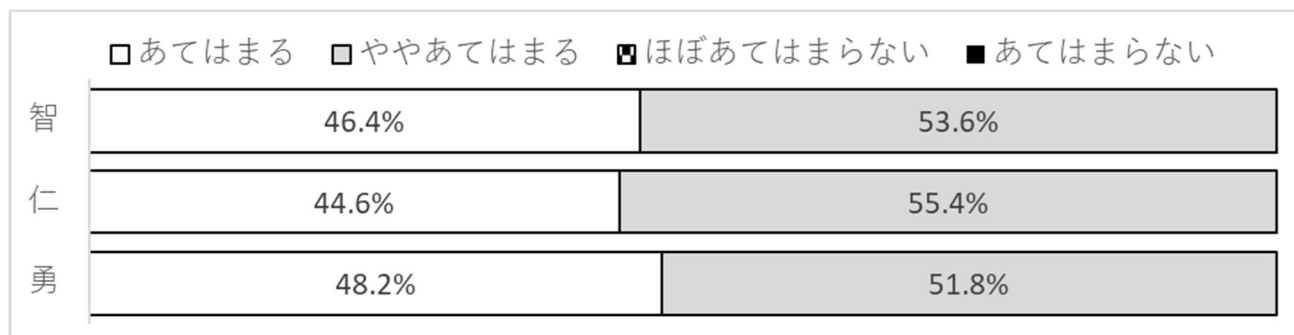 あてはまる ややあてはまる ほぼあてはまらない あてはまらない
智 46.4% 53.6%
仁 44.6% 55.4%
勇 48.2% 51.8%